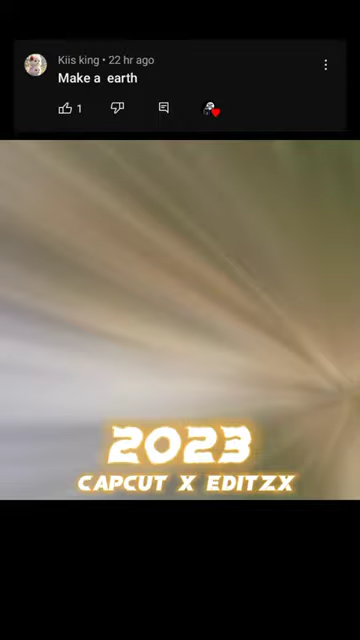 Kiis king • 22 hr ago
Make a earth
1
2023
CAPCUT X EDITZX